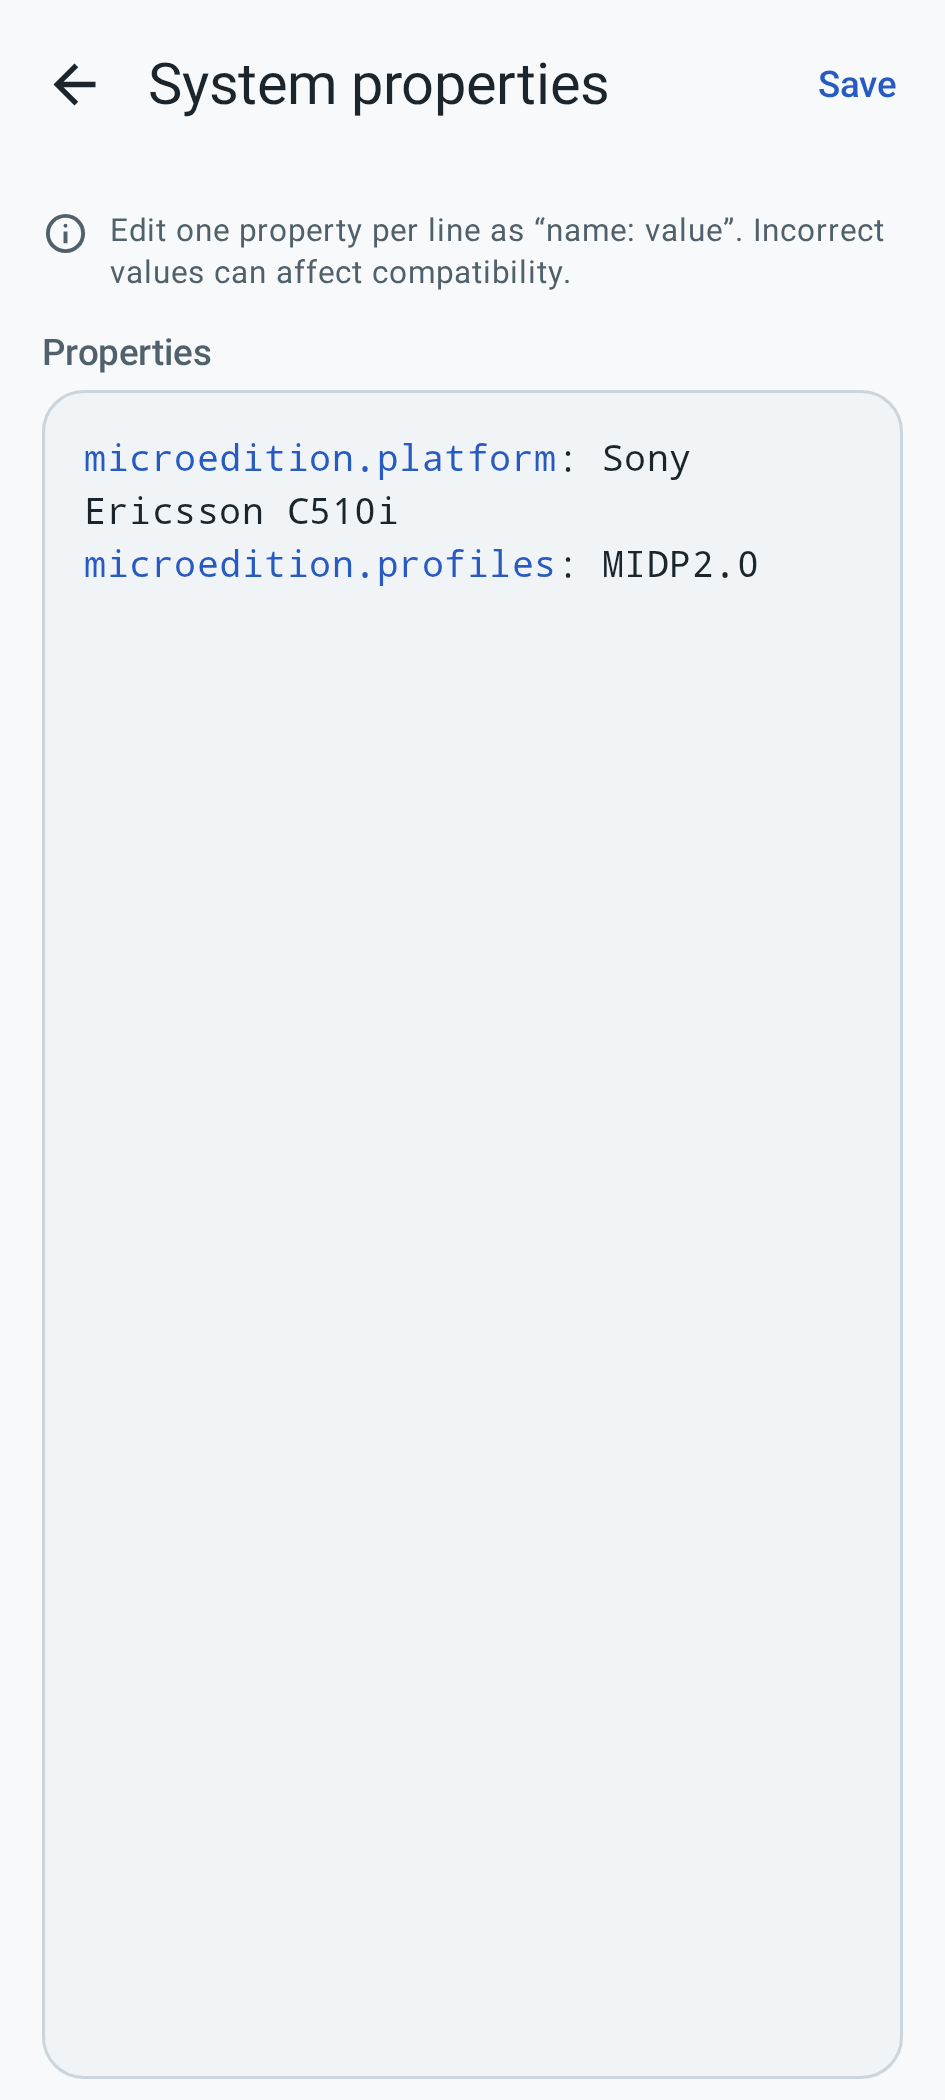 System properties
Save
Edit one property per line as “name: value”. Incorrect
values can affect compatibility.
Properties
microedition.platform: Sony
Ericsson C510i
microedition.profiles: MIDP2.0